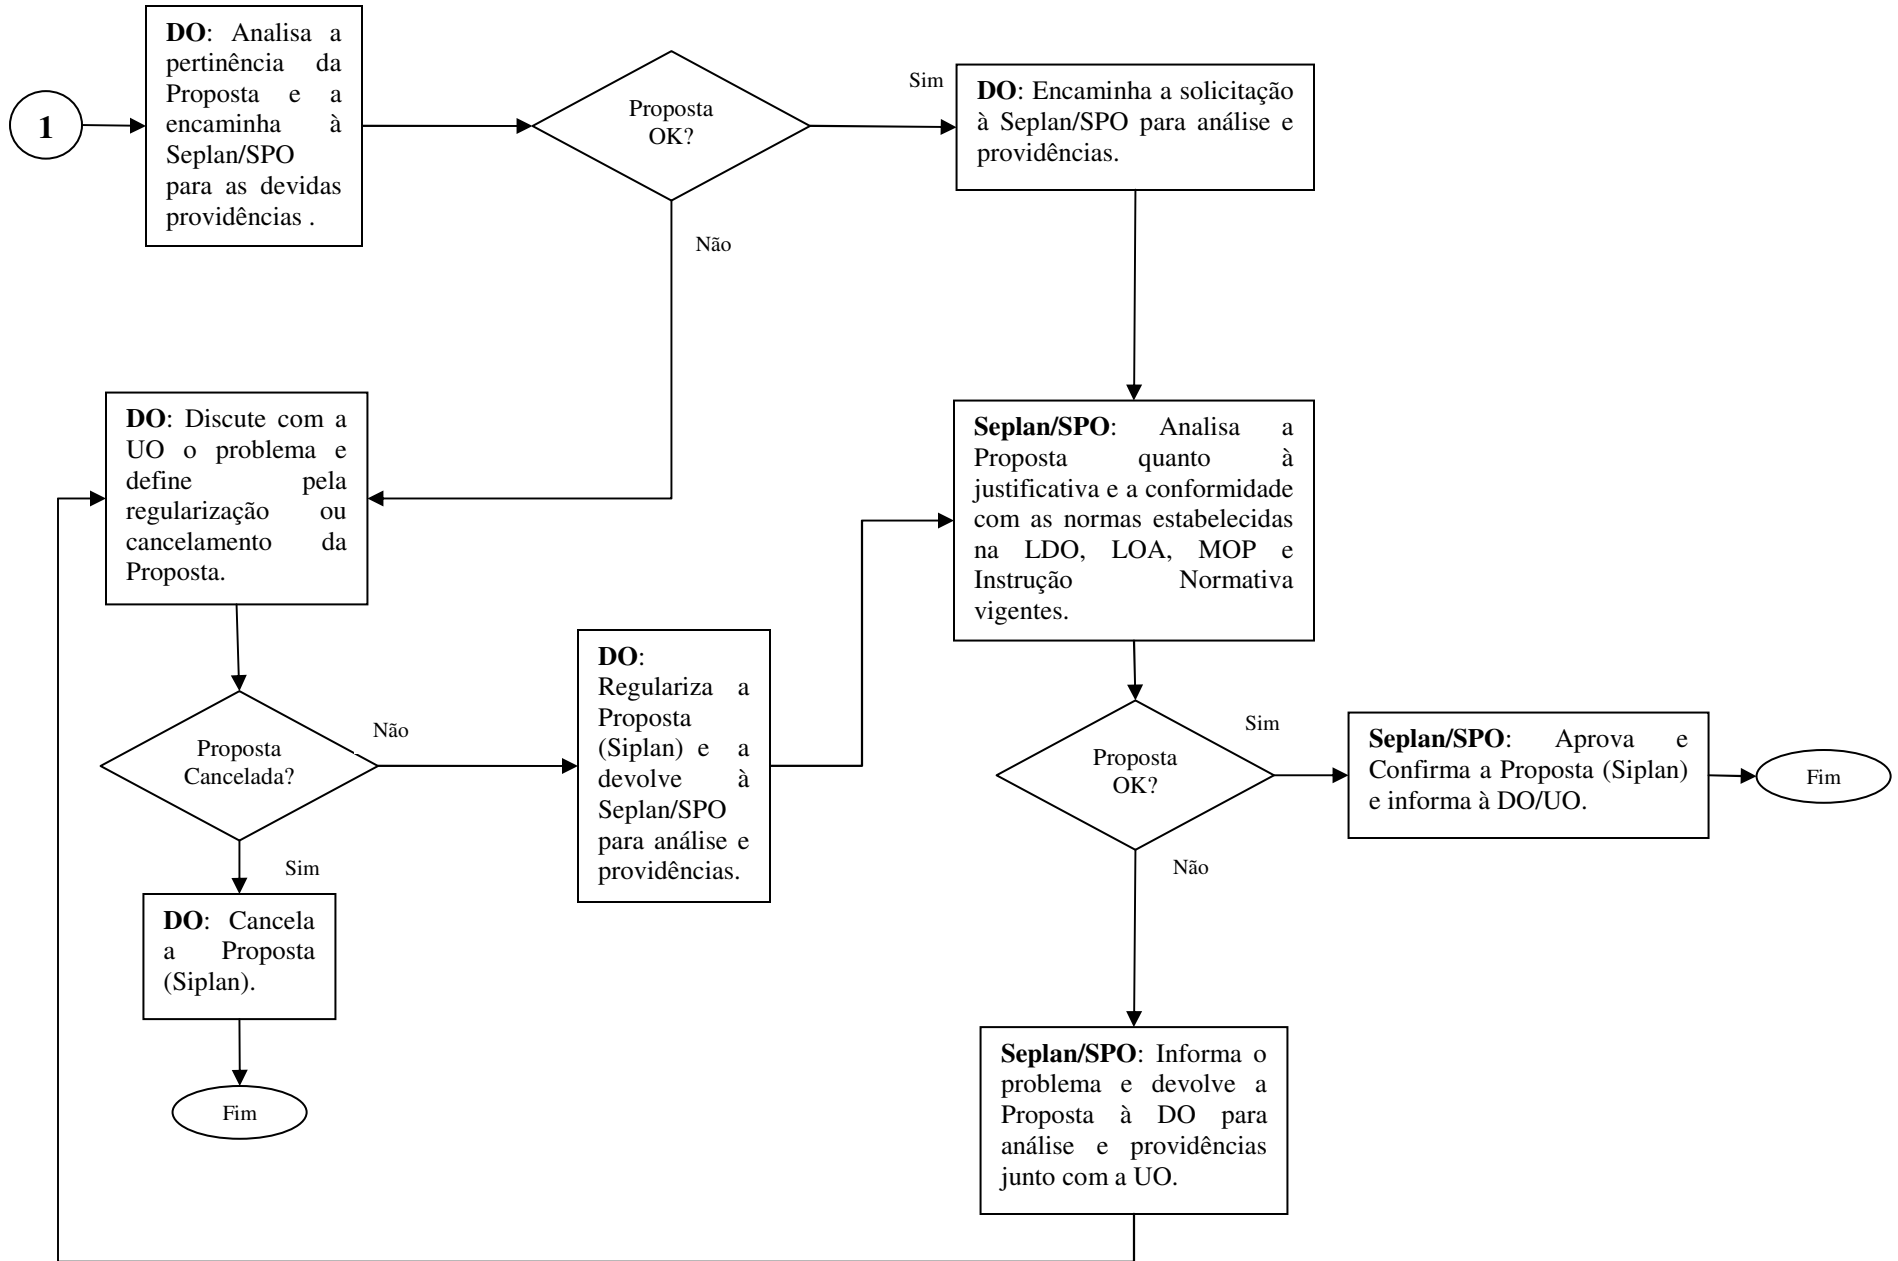 1
DO: Analisa a
pertinência da
Proposta e a
encaminha à
Seplan/SPO
para as devidas
providências .
Proposta
OK?
Sim
DO: Encaminha a solicitação
à Seplan/SPO para análise e
providências.
Não
DO: Discute com a
UO o problema e
define pela
regularização ou
cancelamento da
Proposta.
Seplan/SPO: Analisa a
Proposta quanto à
justificativa e a conformidade
com as normas estabelecidas
na LDO, LOA, MOP e
Instrução Normativa
vigentes.
Proposta
Cancelada?
Não
DO:
Regulariza a
Proposta
(Siplan) e a
devolve à
Seplan/SPO
para análise e
providências.
Proposta
OK?
Sim
Seplan/SPO: Aprova e
Confirma a Proposta (Siplan)
e informa à DO/UO.
Fim
Sim
DO: Cancela
a Proposta
(Siplan).
Fim
Não
Seplan/SPO: Informa o
problema e devolve a
Proposta à DO para
análise e providências
junto com a UO.